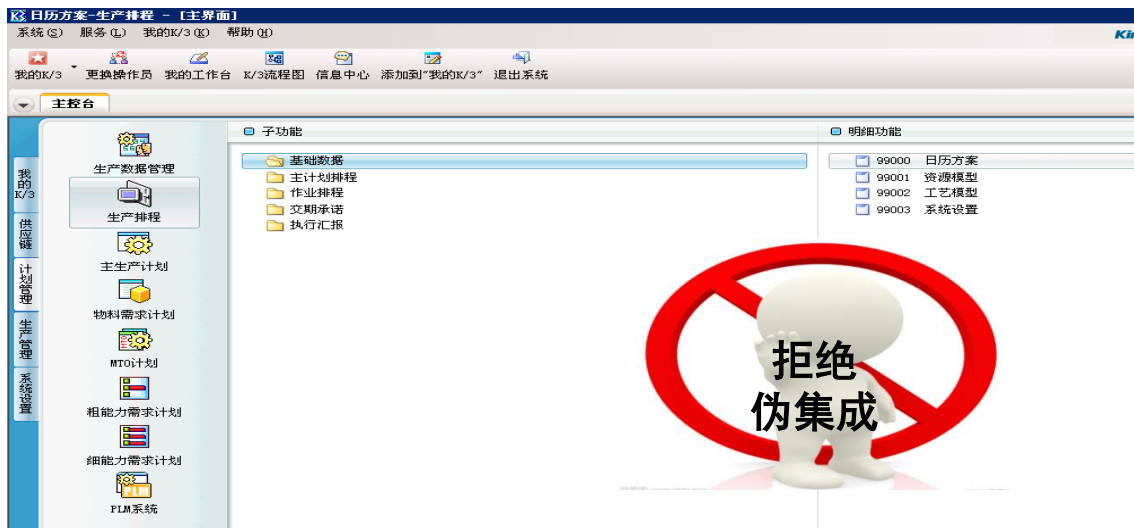 日历方案-生产排程 - [主界面]
系统(S) 服务(L) 我的K/3(K) 帮助(H)
Kin
我的K/3 更换操作员 我的工作台 K/3流程图 信息中心 添加到"我的K/3" 退出系统
主控台
我的K/3
供应链
计划管理
生产管理
系统设置
生产数据管理
生产排程
主生产计划
物料需求计划
MTO计划
粗能力需求计划
细能力需求计划
PLM
PLM系统
子功能
基础数据
主计划排程
作业排程
交期承诺
执行汇报
明细功能
99000 日历方案
99001 资源模型
99002 工艺模型
99003 系统设置
拒绝
伪集成